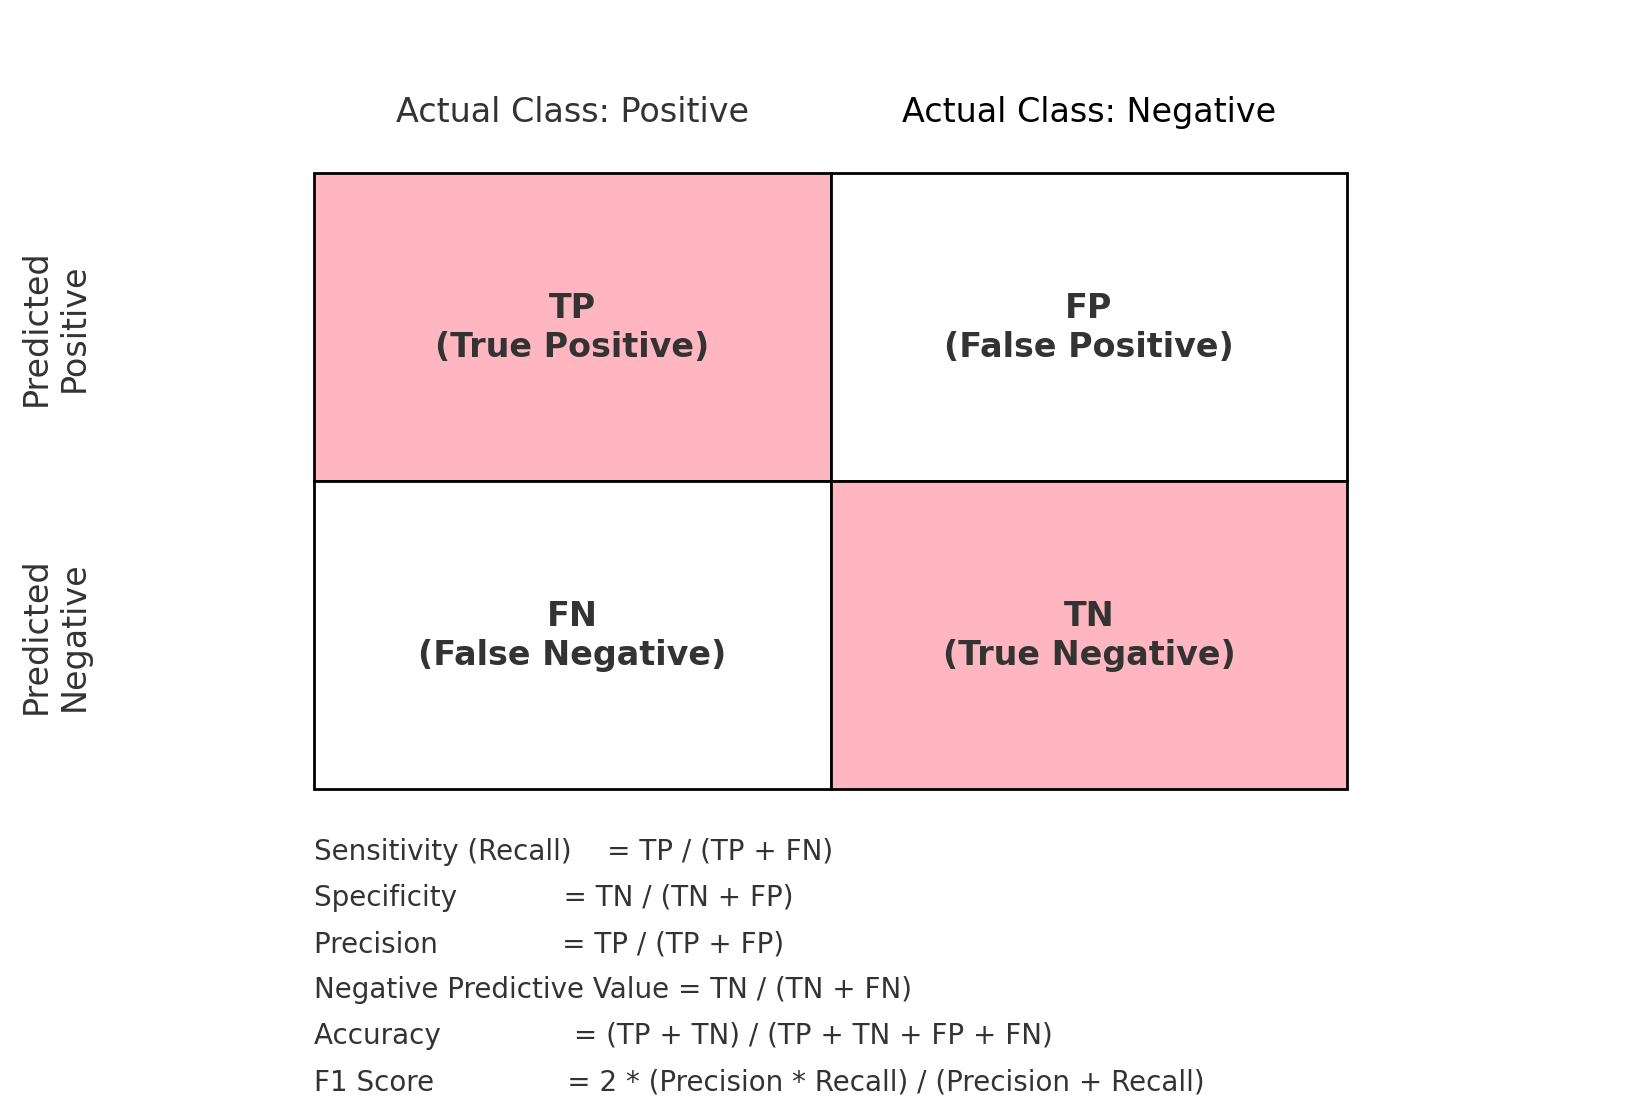 Actual Class: Positive
Actual Class: Negative
Predicted
Positive
TP
(True Positive)
FP
(False Positive)
Predicted
Negative
FN
(False Negative)
TN
(True Negative)
Sensitivity (Recall) = TP / (TP + FN)
Specificity = TN / (TN + FP)
Precision = TP / (TP + FP)
Negative Predictive Value = TN / (TN + FN)
Accuracy = (TP + TN) / (TP + TN + FP + FN)
F1 Score = 2 * (Precision * Recall) / (Precision + Recall)